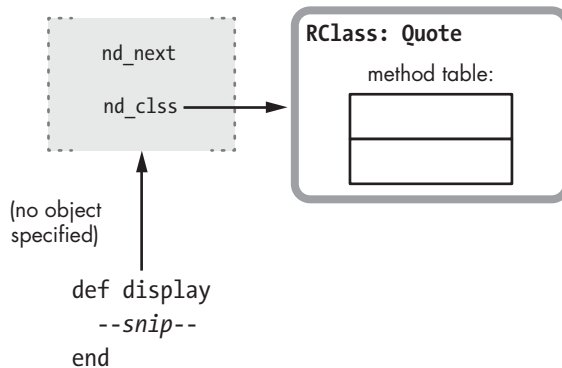 nd_next
nd_clss
RClass: Quote
method table:
(no object
specified)
def display
--snip--
end